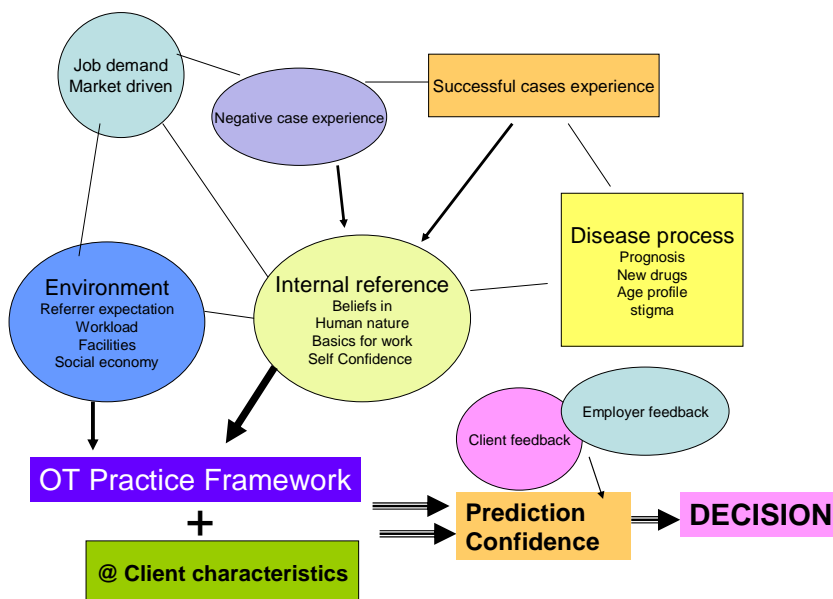 Job demand
Market driven
Negative case experience
Successful cases experience
Environment
Referrer expectation
Workload
Facilities
Social economy
Internal reference
Beliefs in
Human nature
Basics for work
Self Confidence
Disease process
Prognosis
New drugs
Age profile
stigma
Client feedback
Employer feedback
OT Practice Framework
+
@ Client characteristics
Prediction
Confidence
DECISION